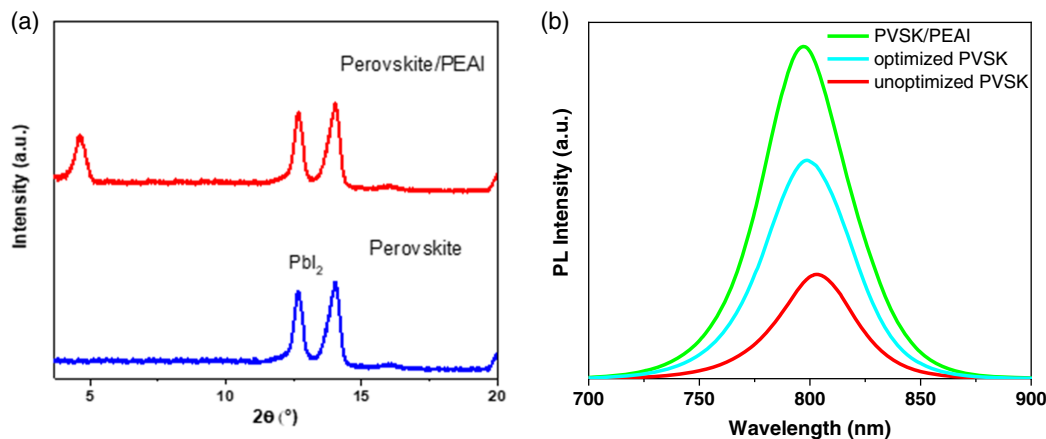 (a)
Perovskite/PEAI
Perovskite
PbI₂
Intensity (a.u.)
5 10 15 20
2θ (°)
(b)
PVSK/PEAI
optimized PVSK
unoptimized PVSK
PL Intensity (a.u.)
700 750 800 850 900
Wavelength (nm)